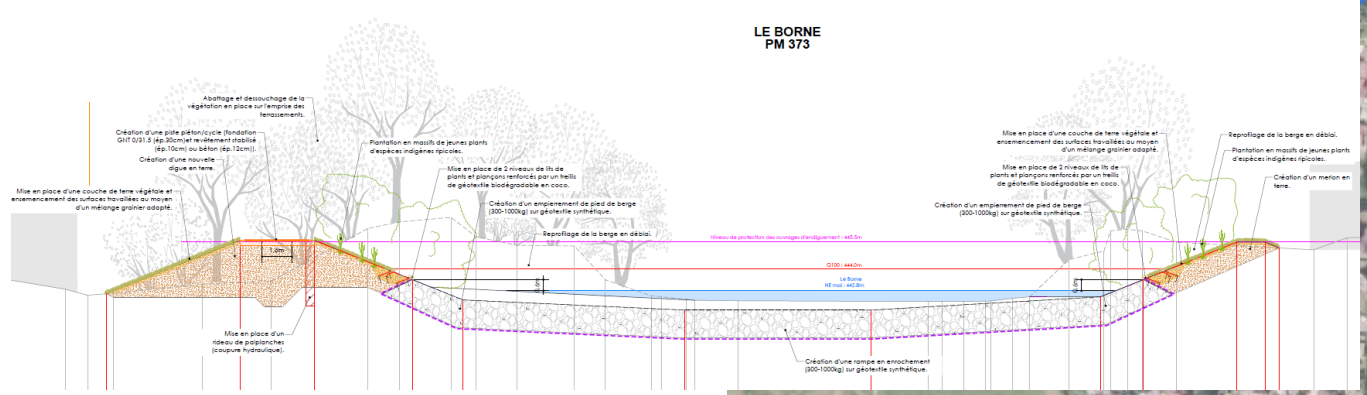 LE BORNE
PM 373
Abattage et dessouchage de la
végétation en place sur l'emprise des
terrassements.
Création d'une piste piéton/cycle (fondation
GNT 0/31.5 (ép.30cm)et revêtement stabilisé
(ép.10cm) ou béton (ép.12cm)).
Création d'une nouvelle
digue en terre.
Mise en place d'une couche de terre végétale et
ensemencement des surfaces travaillées au moyen
d'un mélange grainier adapté.
Plantation en massifs de jeunes plants
d'espèces indigènes ripicoles.
Mise en place de 2 niveaux de lits de
plants et plançons renforcés par un treillis
de géotextile biodégradable en coco.
Création d'un empierrement de pied de berge
(300-1000kg) sur géotextile synthétique.
Reprofilage de la berge en déblai.
1,6m
Mise en place d'un
rideau de palplanches
(coupure hydraulique).
Niveau de protection des ouvrages d'endiguement : 445.5m
Q100 : 444.0m
Le Borne
Création d'une rampe en enrochement
(300-1000kg) sur géotextile synthétique.
Mise en place d'une couche de terre végétale et
ensemencement des surfaces travaillées au moyen
d'un mélange grainier adapté.
Mise en place de 2 niveaux de lits de
plants et plançons renforcés par un treillis
de géotextile biodégradable en coco.
Création d'un empierrement de pied de berge
(300-1000kg) sur géotextile synthétique.
Reprofilage de la berge en déblai.
Plantation en massifs de jeunes plants
d'espèces indigènes ripicoles.
Création d'un merlon en
terre.